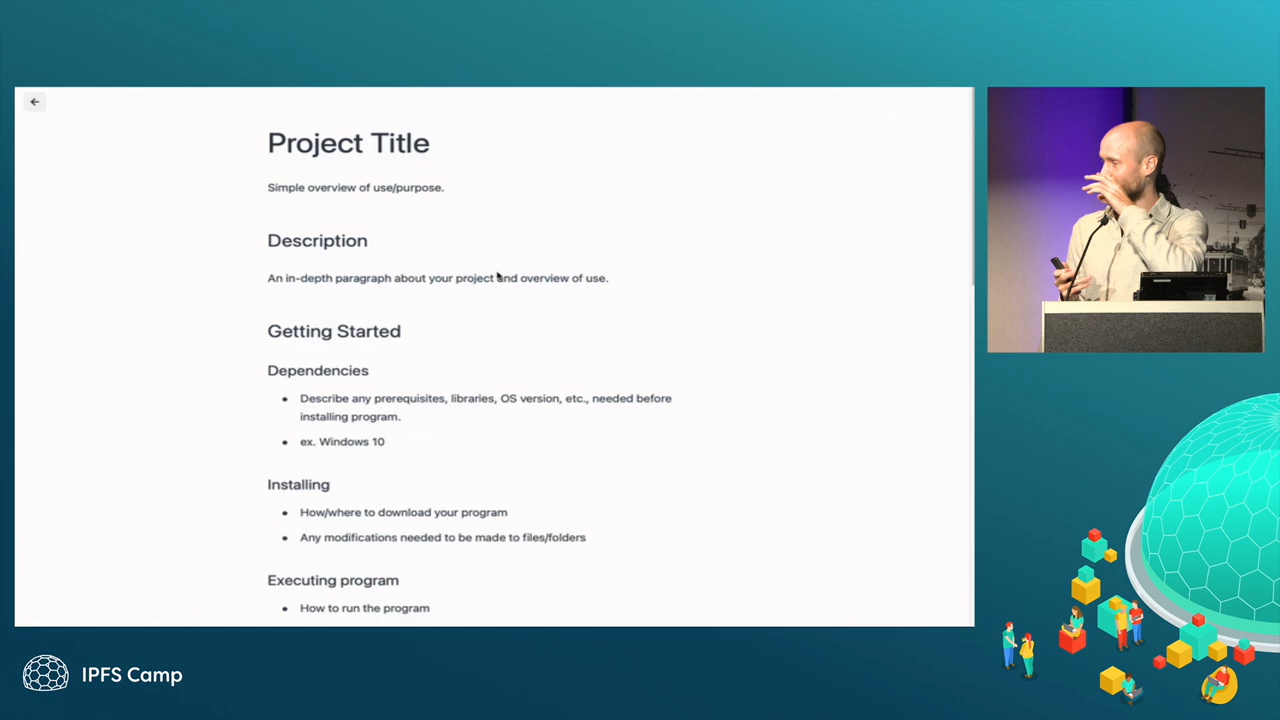 Project Title
Simple overview of use/purpose.
Description
An in-depth paragraph about your project and overview of use.
Getting Started
Dependencies
Describe any prerequisites, libraries, OS version, etc., needed before
installing program.
ex. Windows 10
Installing
How/where to download your program
Any modifications needed to be made to files/folders
Executing program
How to run the program
IPFS Camp